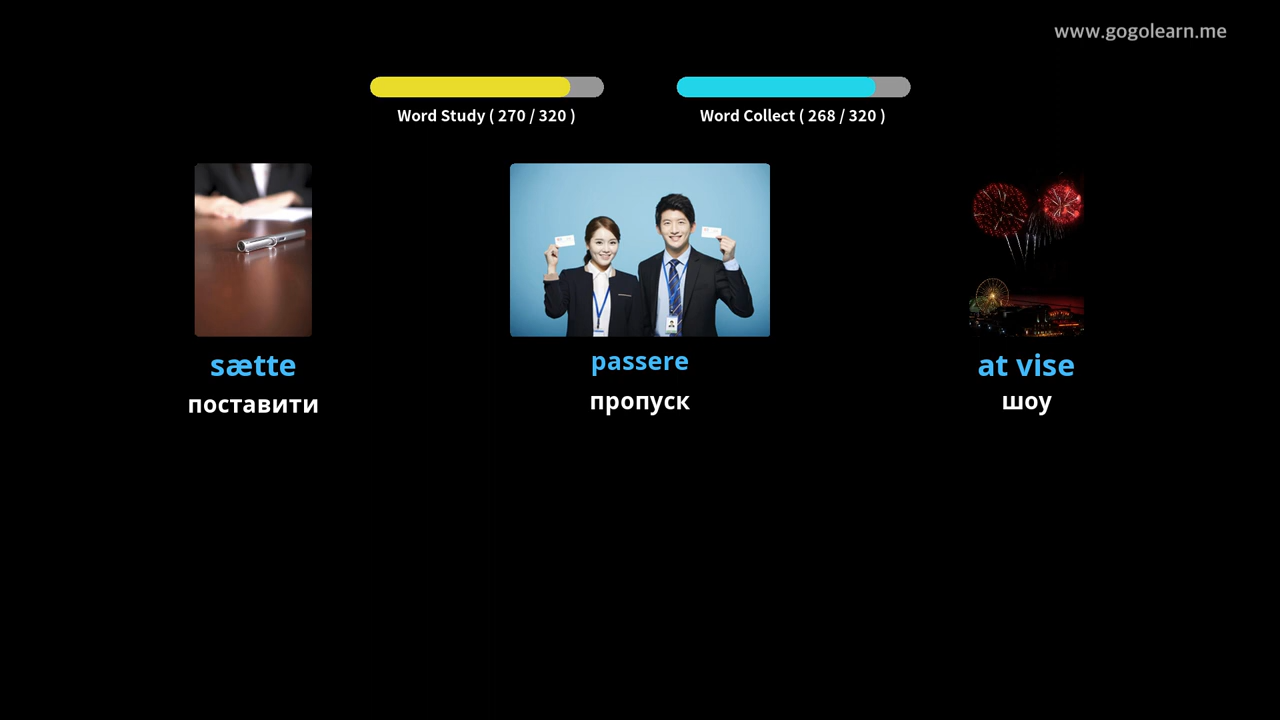 www.gogolearn.me
Word Study ( 270 / 320 )
Word Collect ( 268 / 320 )
sætte
passere
at vise
поставити
пропуск
шоу